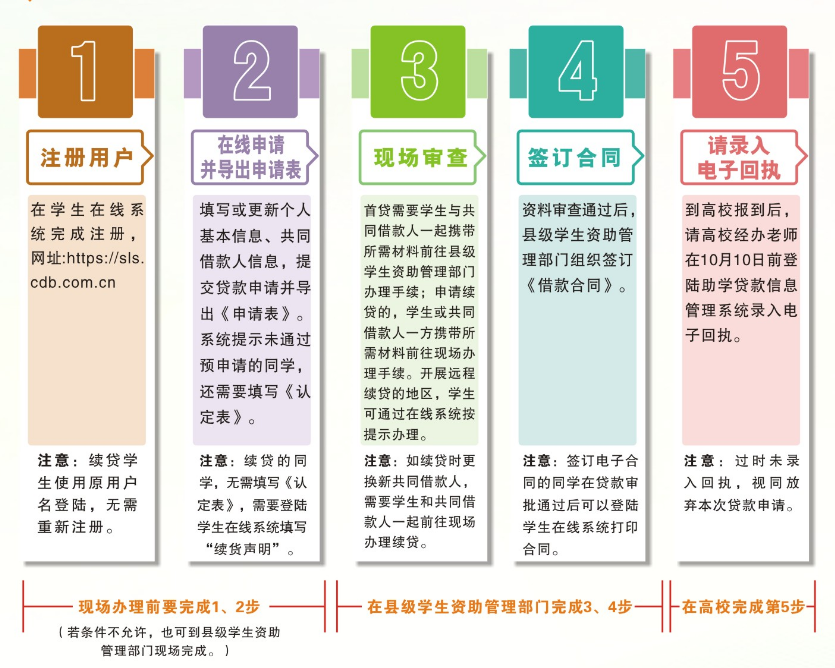 1
注册用户
在学生在线系
统完成注册，
网址:https://sls.
cdb.com.cn
注意：续贷学
生使用原用户
名登陆，无需
重新注册。
2
在线申请
并导出申请表
填写或更新个人
基本信息、共同
借款人信息，提
交贷款申请并导
出《申请表》。
系统提示未通过
预申请的同学，
还需要填写《认
定表》。
注意：续贷的同
学，无需填写《认
定表》，需要登陆
学生在线系统填写
“续货声明”。
3
现场审查
首贷需要学生与共
同借款人一起携带
所需材料前往县级
学生资助管理部门
办理手续；申请续
贷的，学生或共同
借款人一方携带所
需材料前往现场办
理手续。开展远程
续贷的地区，学生
可通过在线系统按
提示办理。
注意：如续贷时更
换新共同借款人，
需要学生和共同借
款人一起前往现场
办理续贷。
4
签订合同
资料审查通过后，
县级学生资助管
理部门组织签订
《借款合同》。
注意：签订电子合
同的同学在贷款审
批通过后可以登陆
学生在线系统打印
合同。
5
请录入
电子回执
到高校报到后，
请高校经办老师
在10月10日前登
陆助学贷款信息
管理系统录入电
子回执。
注意：过时未录
入回执，视同放
弃本次贷款申请。
现场办理前要完成1、2步
（若条件不允许，也可到县级学生资助
管理部门现场完成。）
在县级学生资助管理部门完成3、4步
在高校完成第5步